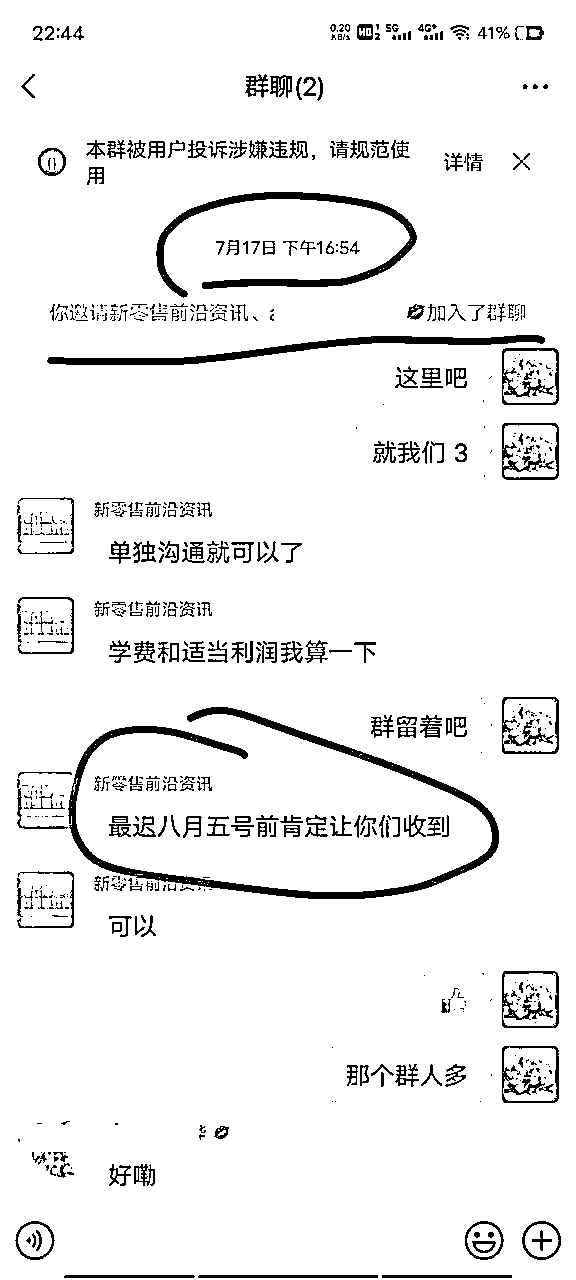 22:44 0.20 KB/s HD 1 2 5G 4G+ 41%
群聊(2)
本群被用户投诉涉嫌违规，请规范使
用
详情
7月17日 下午16:54
你邀请新零售前沿资讯、
加入了群聊
这里吧
就我们 3
新零售前沿资讯
单独沟通就可以了
新零售前沿资讯
学费和适当利润我算一下
群留着吧
新零售前沿资讯
最迟八月五号前肯定让你们收到
新零售前沿资讯
可以
那个群人多
好嘞